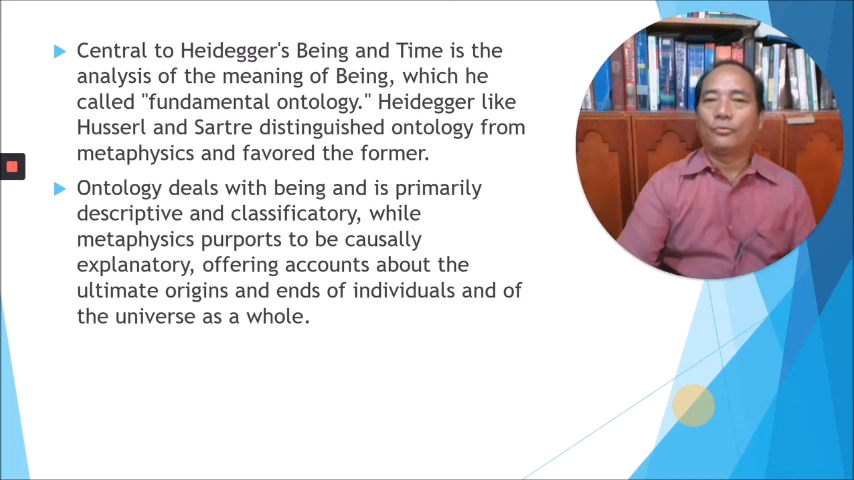 Central to Heidegger's Being and Time is the
analysis of the meaning of Being, which he
called "fundamental ontology." Heidegger like
Husserl and Sartre distinguished ontology from
metaphysics and favored the former.
Ontology deals with being and is primarily
descriptive and classificatory, while
metaphysics purports to be causally
explanatory, offering accounts about the
ultimate origins and ends of individuals and of
the universe as a whole.